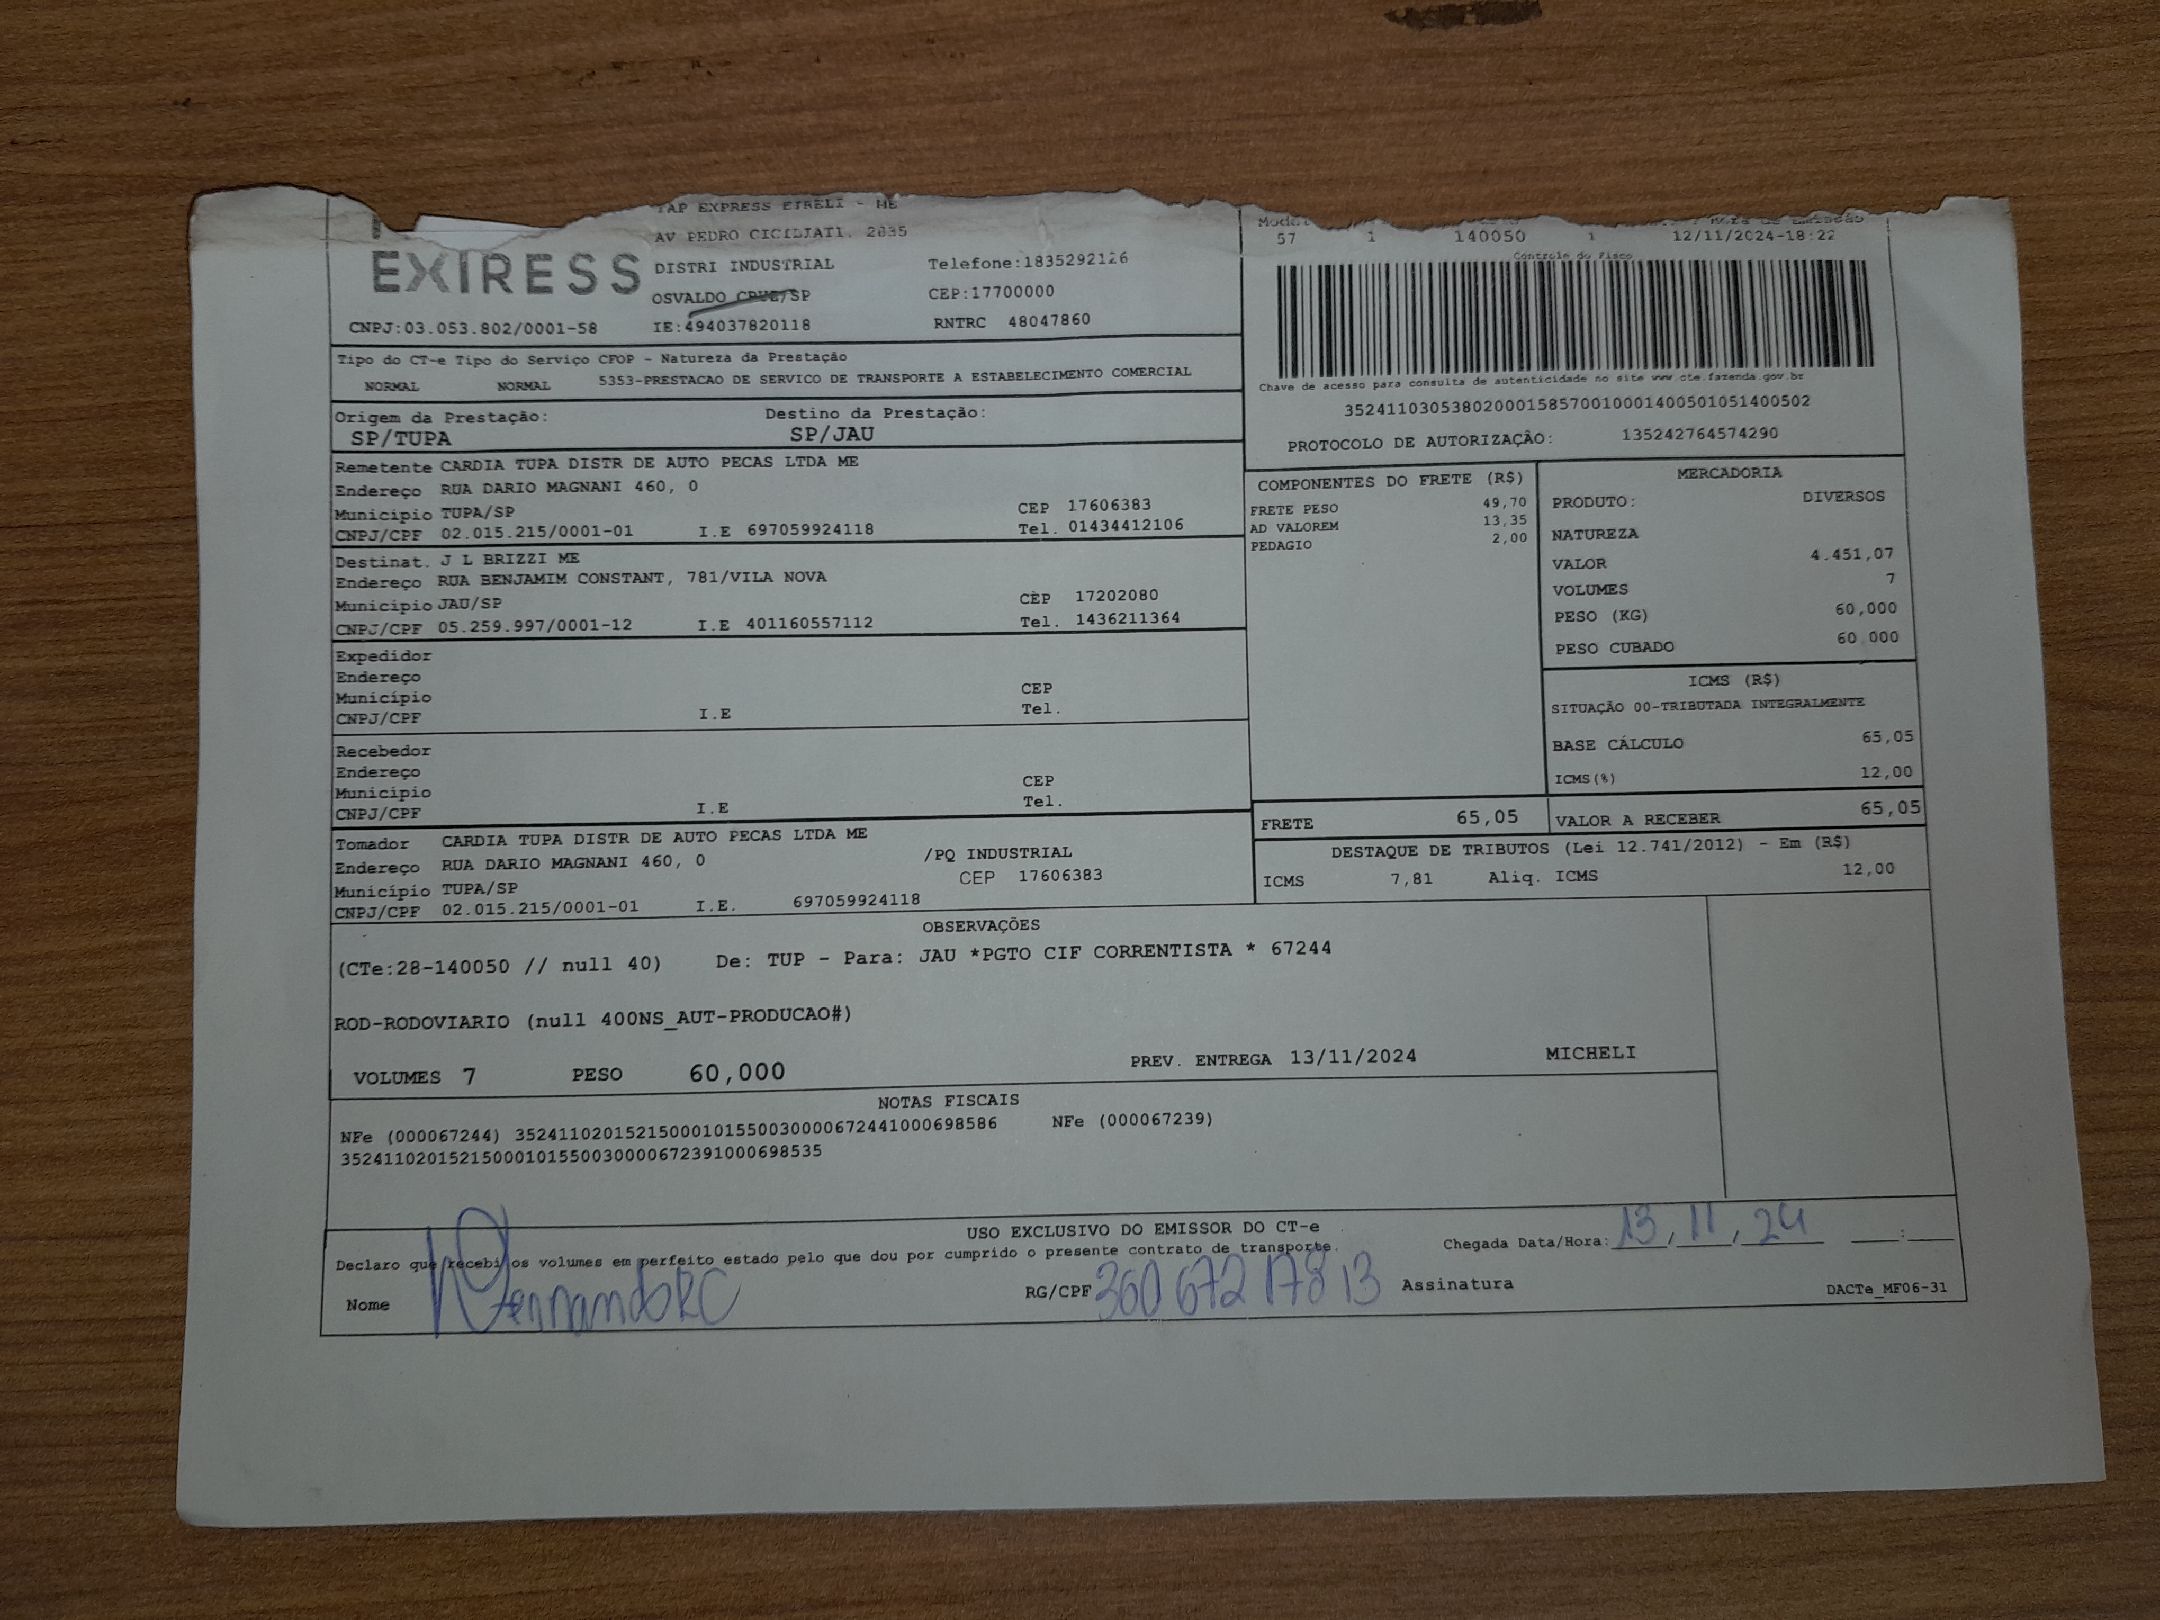 TAP EXPRESS EIRELI - ME
AV PEDRO CICILIATI, 2835
EXPRESS DISTRI INDUSTRIAL Telefone:1835292126
OSVALDO CRUZ/SP CEP:17700000
CNPJ:03.053.802/0001-58 IE:494037820118 RNTRC 48047860
57 1 140050 1 12/11/2024-18:22
Controle do Fisco
Chave de acesso para consulta de autenticidade no site www.cte.fazenda.gov.br
35241103053802000158570010001400501051400502
PROTOCOLO DE AUTORIZAÇÃO: 135242764574290
Tipo do CT-e Tipo do Serviço CFOP - Natureza da Prestação
NORMAL NORMAL 5353-PRESTACAO DE SERVICO DE TRANSPORTE A ESTABELECIMENTO COMERCIAL
Origem da Prestação: Destino da Prestação:
SP/TUPA SP/JAU
Remetente CARDIA TUPA DISTR DE AUTO PECAS LTDA ME
Endereço RUA DARIO MAGNANI 460, 0
Município TUPA/SP CEP 17606383
CNPJ/CPF 02.015.215/0001-01 I.E 697059924118 Tel. 01434412106
Destinat. J L BRIZZI ME
Endereço RUA BENJAMIM CONSTANT, 781/VILA NOVA
Município JAU/SP CEP 17202080
CNPJ/CPF 05.259.997/0001-12 I.E 401160557112 Tel. 1436211364
Expedidor
Endereço
Município CEP
CNPJ/CPF I.E Tel.
Recebedor
Endereço
Município CEP
CNPJ/CPF I.E Tel.
Tomador CARDIA TUPA DISTR DE AUTO PECAS LTDA ME
Endereço RUA DARIO MAGNANI 460, 0 /PQ INDUSTRIAL
Município TUPA/SP CEP 17606383
CNPJ/CPF 02.015.215/0001-01 I.E. 697059924118
COMPONENTES DO FRETE (R$)
FRETE PESO 49,70
AD VALOREM 13,35
PEDAGIO 2,00
MERCADORIA
PRODUTO: DIVERSOS
NATUREZA
VALOR 4.451,07
VOLUMES 7
PESO (KG) 60,000
PESO CUBADO 60.000
ICMS (R$)
SITUAÇÃO 00-TRIBUTADA INTEGRALMENTE
BASE CÁLCULO 65,05
ICMS(%) 12,00
FRETE 65,05 VALOR A RECEBER 65,05
DESTAQUE DE TRIBUTOS (Lei 12.741/2012) - Em (R$)
ICMS 7,81 Aliq. ICMS 12,00
OBSERVAÇÕES
(CTe:28-140050 // null 40) De: TUP - Para: JAU *PGTO CIF CORRENTISTA * 67244
ROD-RODOVIARIO (null 400NS_AUT-PRODUCAO#)
VOLUMES 7 PESO 60,000 PREV. ENTREGA 13/11/2024 MICHELI
NOTAS FISCAIS
NFe (000067244) 35241102015215000101550030000672441000698586 NFe (000067239)
35241102015215000101550030000672391000698535
USO EXCLUSIVO DO EMISSOR DO CT-e
Declaro que recebi os volumes em perfeito estado pelo que dou por cumprido o presente contrato de transporte. Chegada Data/Hora: 13, 11, 24 :
Nome FernandoRC RG/CPF 36067217813 Assinatura DACTe_MF06-31